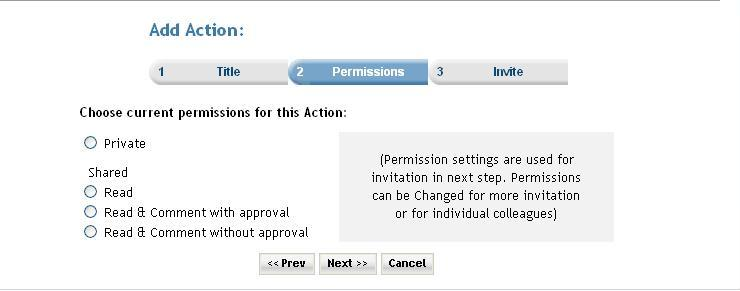 Add Action:
1 Title 2 Permissions 3 Invite
Choose current permissions for this Action:
Private
Shared
Read
Read & Comment with approval
Read & Comment without approval
(Permission settings are used for
invitation in next step. Permissions
can be Changed for more invitation
or for individual colleagues)
<< Prev Next >> Cancel